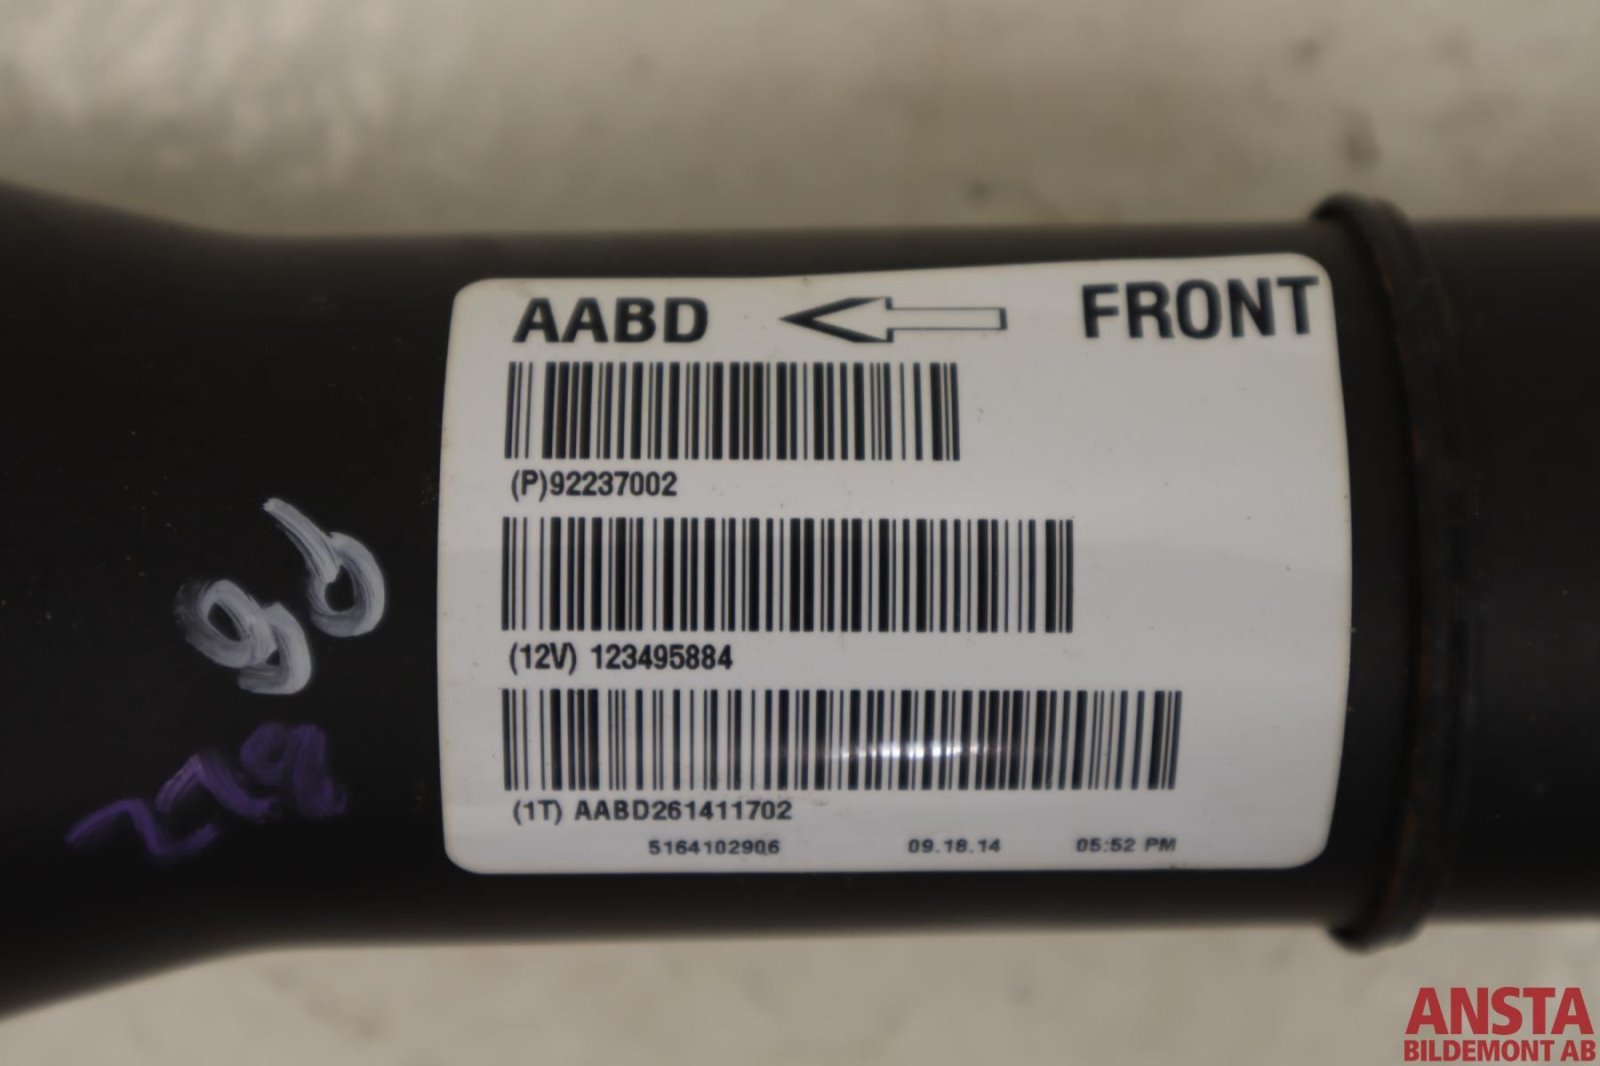 AABD FRONT
(P)92237002
(12V) 123495884
(1T) AABD261411702
5164102906 09.18.14 05:52 PM
ANSTA
BILDEMONT AB